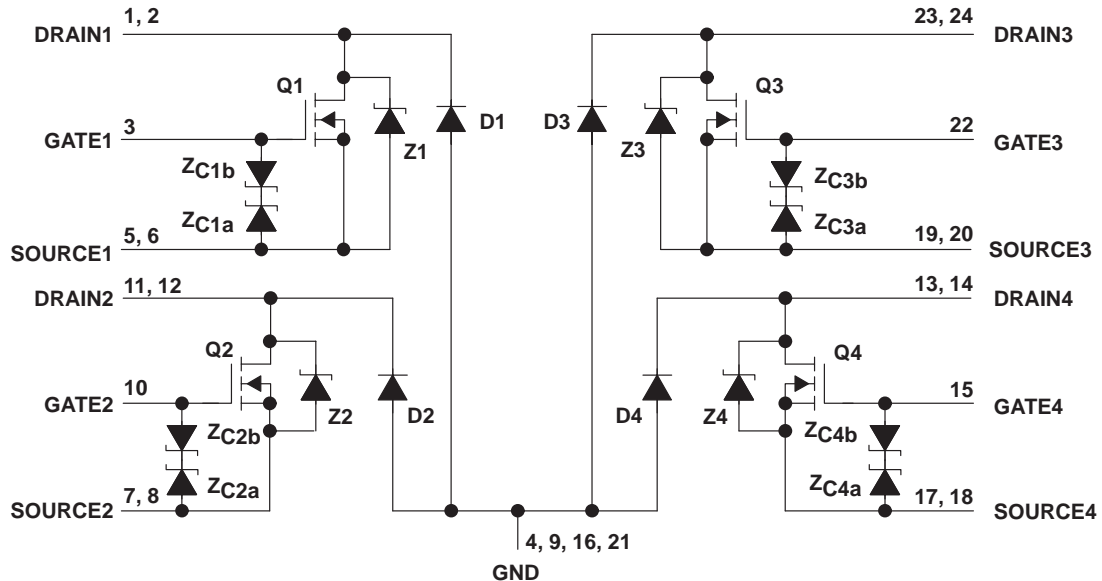 1, 2
23, 24
DRAIN1
DRAIN3
Q1
Q3
3
D1
D3
22
GATE1
Z1
Z3
GATE3
ZC1b
ZC3b
ZC1a
ZC3a
5, 6
19, 20
SOURCE1
SOURCE3
11, 12
13, 14
DRAIN2
DRAIN4
Q2
Q4
10
15
GATE2
Z2
D2
D4
Z4
GATE4
ZC2b
ZC4b
ZC2a
ZC4a
7, 8
17, 18
SOURCE2
SOURCE4
4, 9, 16, 21
GND